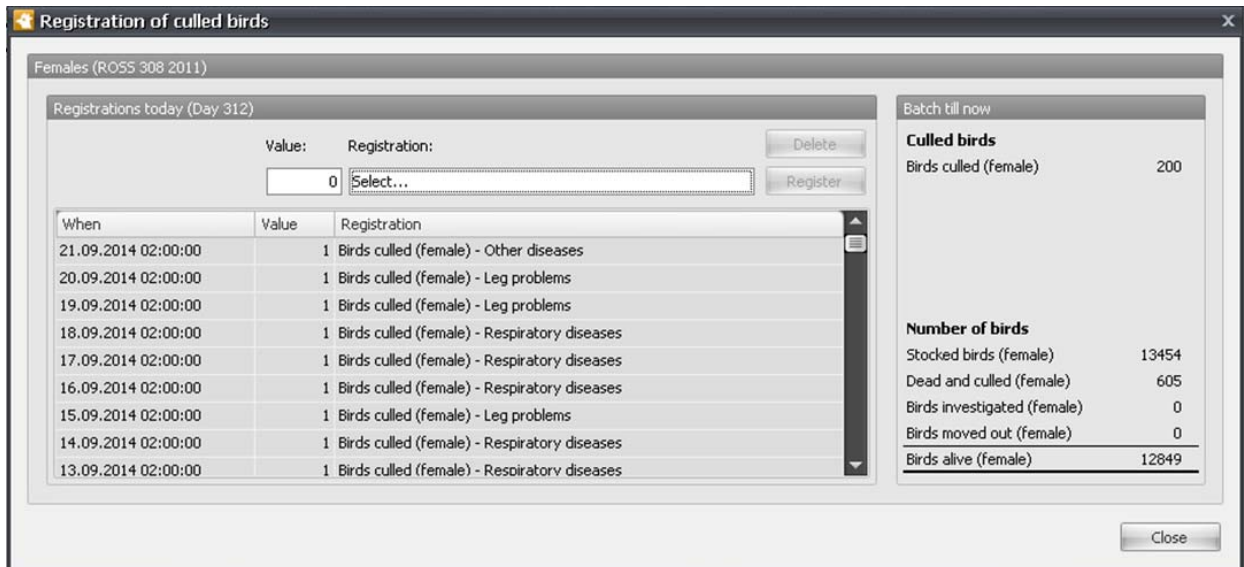 Registration of culled birds
Females (ROSS 308 2011)
Registrations today (Day 312)
Value: Registration: Delete
0 Select... Register
When Value Registration
21.09.2014 02:00:00 1 Birds culled (female) - Other diseases
20.09.2014 02:00:00 1 Birds culled (female) - Leg problems
19.09.2014 02:00:00 1 Birds culled (female) - Leg problems
18.09.2014 02:00:00 1 Birds culled (female) - Respiratory diseases
17.09.2014 02:00:00 1 Birds culled (female) - Respiratory diseases
16.09.2014 02:00:00 1 Birds culled (female) - Respiratory diseases
15.09.2014 02:00:00 1 Birds culled (female) - Leg problems
14.09.2014 02:00:00 1 Birds culled (female) - Respiratory diseases
13.09.2014 02:00:00 1 Birds culled (female) - Respiratory diseases
Batch till now
Culled birds
Birds culled (female) 200
Number of birds
Stocked birds (female) 13454
Dead and culled (female) 605
Birds investigated (female) 0
Birds moved out (female) 0
Birds alive (female) 12849
Close